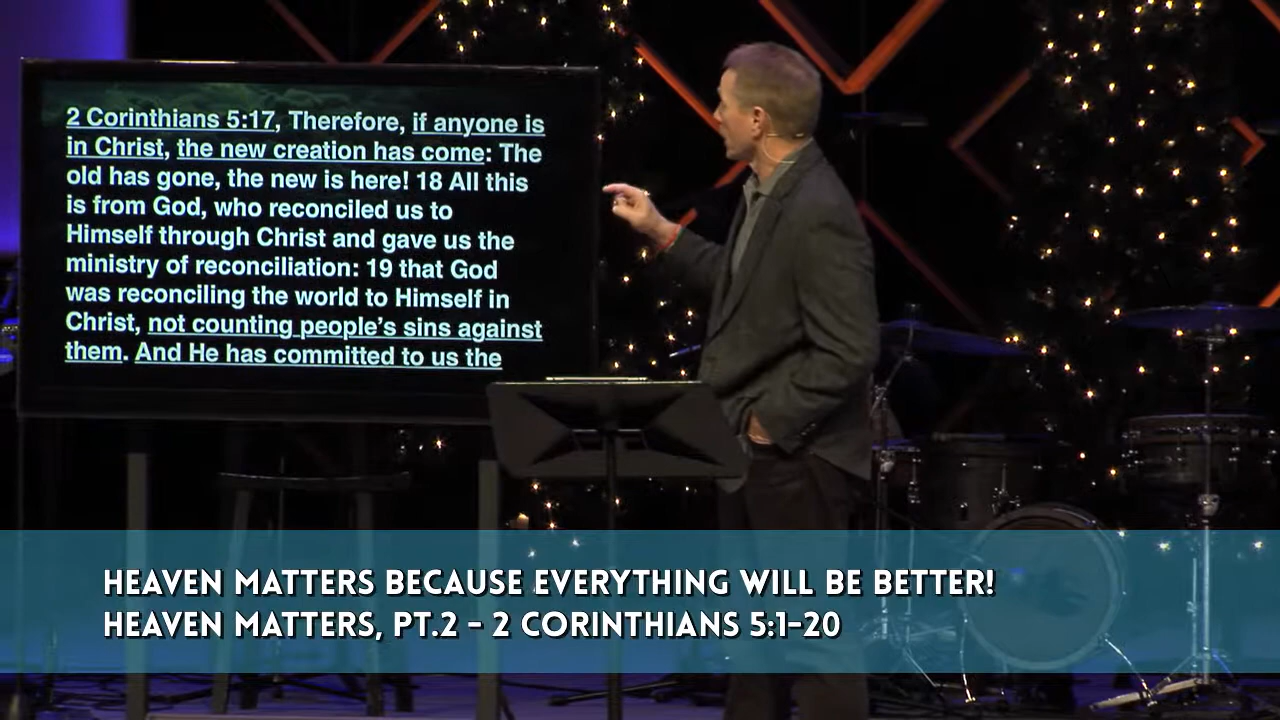 2 Corinthians 5:17, Therefore, if anyone is
in Christ, the new creation has come: The
old has gone, the new is here! 18 All this
is from God, who reconciled us to
Himself through Christ and gave us the
ministry of reconciliation: 19 that God
was reconciling the world to Himself in
Christ, not counting people’s sins against
them. And He has committed to us the
HEAVEN MATTERS BECAUSE EVERYTHING WILL BE BETTER!
HEAVEN MATTERS, PT.2 - 2 CORINTHIANS 5:1-20